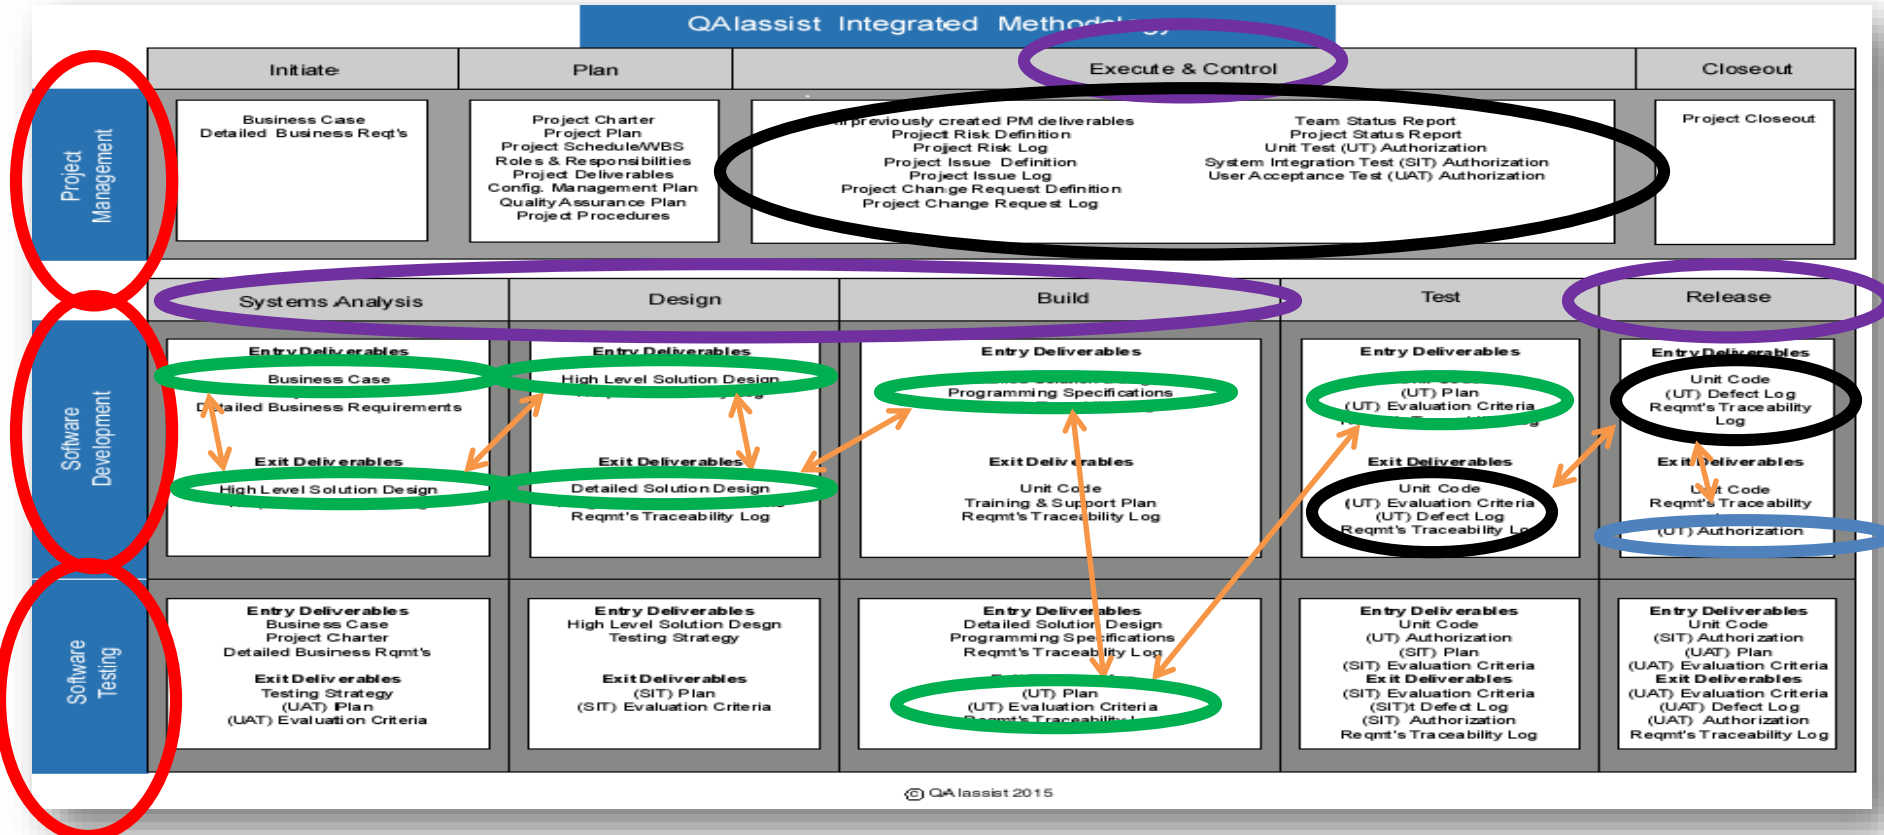 QAIassist Integrated Methodology
Initiate
Plan
Execute & Control
Closeout
Project
Management
Business Case
Detailed Business Reqt's
Project Charter
Project Plan
Project Schedule/WBS
Roles & Responsibilities
Project Deliverables
Config. Management Plan
Quality Assurance Plan
Project Procedures
previously created PM deliverables
Project Risk Definition
Project Risk Log
Project Issue Definition
Project Issue Log
Project Change Request Definition
Project Change Request Log
Team Status Report
Project Status Report
Unit Test (UT) Authorization
System Integration Test (SIT) Authorization
User Acceptance Test (UAT) Authorization
Project Closeout
Systems Analysis
Design
Build
Test
Release
Software
Development
Entry Deliverables
Business Case
Detailed Business Requirements
Exit Deliverables
High Level Solution Design
Entry Deliverables
High Level Solution Design
Exit Deliverables
Detailed Solution Design
Reqmt's Traceability Log
Entry Deliverables
Programming Specifications
Exit Deliverables
Unit Code
Training & Support Plan
Reqmt's Traceability Log
Entry Deliverables
(UT) Plan
(UT) Evaluation Criteria
Exit Deliverables
Unit Code
(UT) Evaluation Criteria
(UT) Defect Log
Reqmt's Traceability Log
Entry Deliverables
Unit Code
(UT) Defect Log
Reqmt's Traceability
Log
Exit Deliverables
Unit Code
Reqmt's Traceability
(UT) Authorization
Software
Testing
Entry Deliverables
Business Case
Project Charter
Detailed Business Rqmt's
Exit Deliverables
Testing Strategy
(UAT) Plan
(UAT) Evaluation Criteria
Entry Deliverables
High Level Solution Design
Testing Strategy
Exit Deliverables
(SIT) Plan
(SIT) Evaluation Criteria
Entry Deliverables
Detailed Solution Design
Programming Specifications
Reqmt's Traceability Log
(UT) Plan
(UT) Evaluation Criteria
Reqmt's Traceability
Entry Deliverables
Unit Code
(UT) Authorization
(SIT) Plan
(SIT) Evaluation Criteria
Exit Deliverables
(SIT) Evaluation Criteria
(SIT)t Defect Log
(SIT) Authorization
Reqmt's Traceability Log
Entry Deliverables
Unit Code
(SIT) Authorization
(UAT) Plan
(UAT) Evaluation Criteria
Exit Deliverables
(UAT) Evaluation Criteria
(UAT) Defect Log
(UAT) Authorization
Reqmt's Traceability Log
© QAIassist 2015